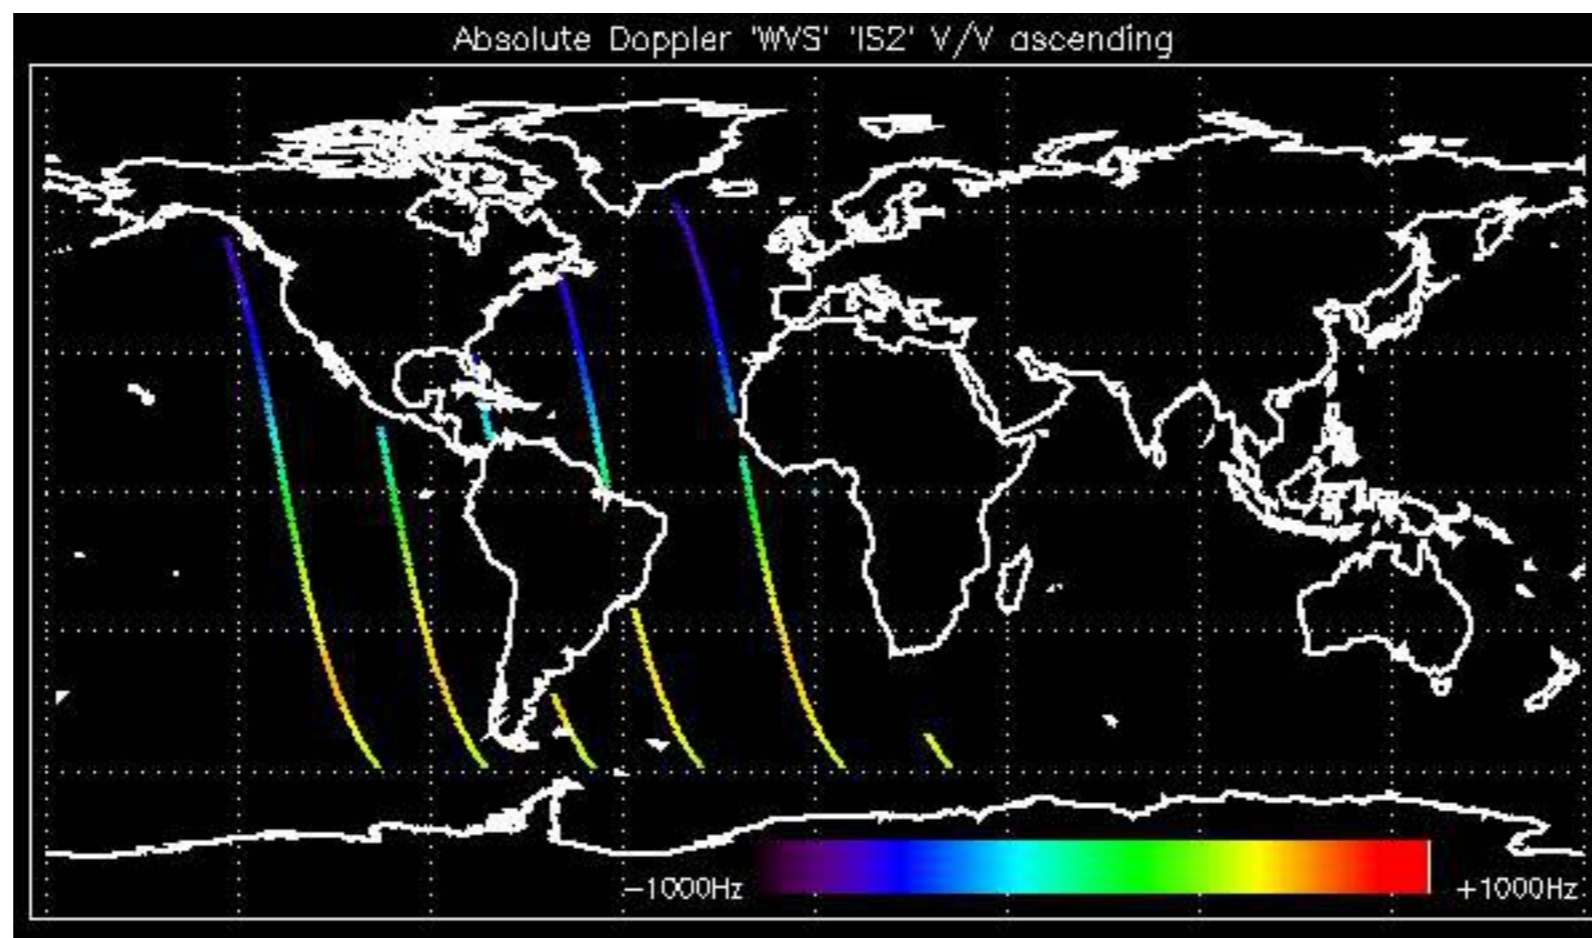 Absolute Doppler 'WVS' 'IS2' V/V ascending
−1000Hz +1000Hz